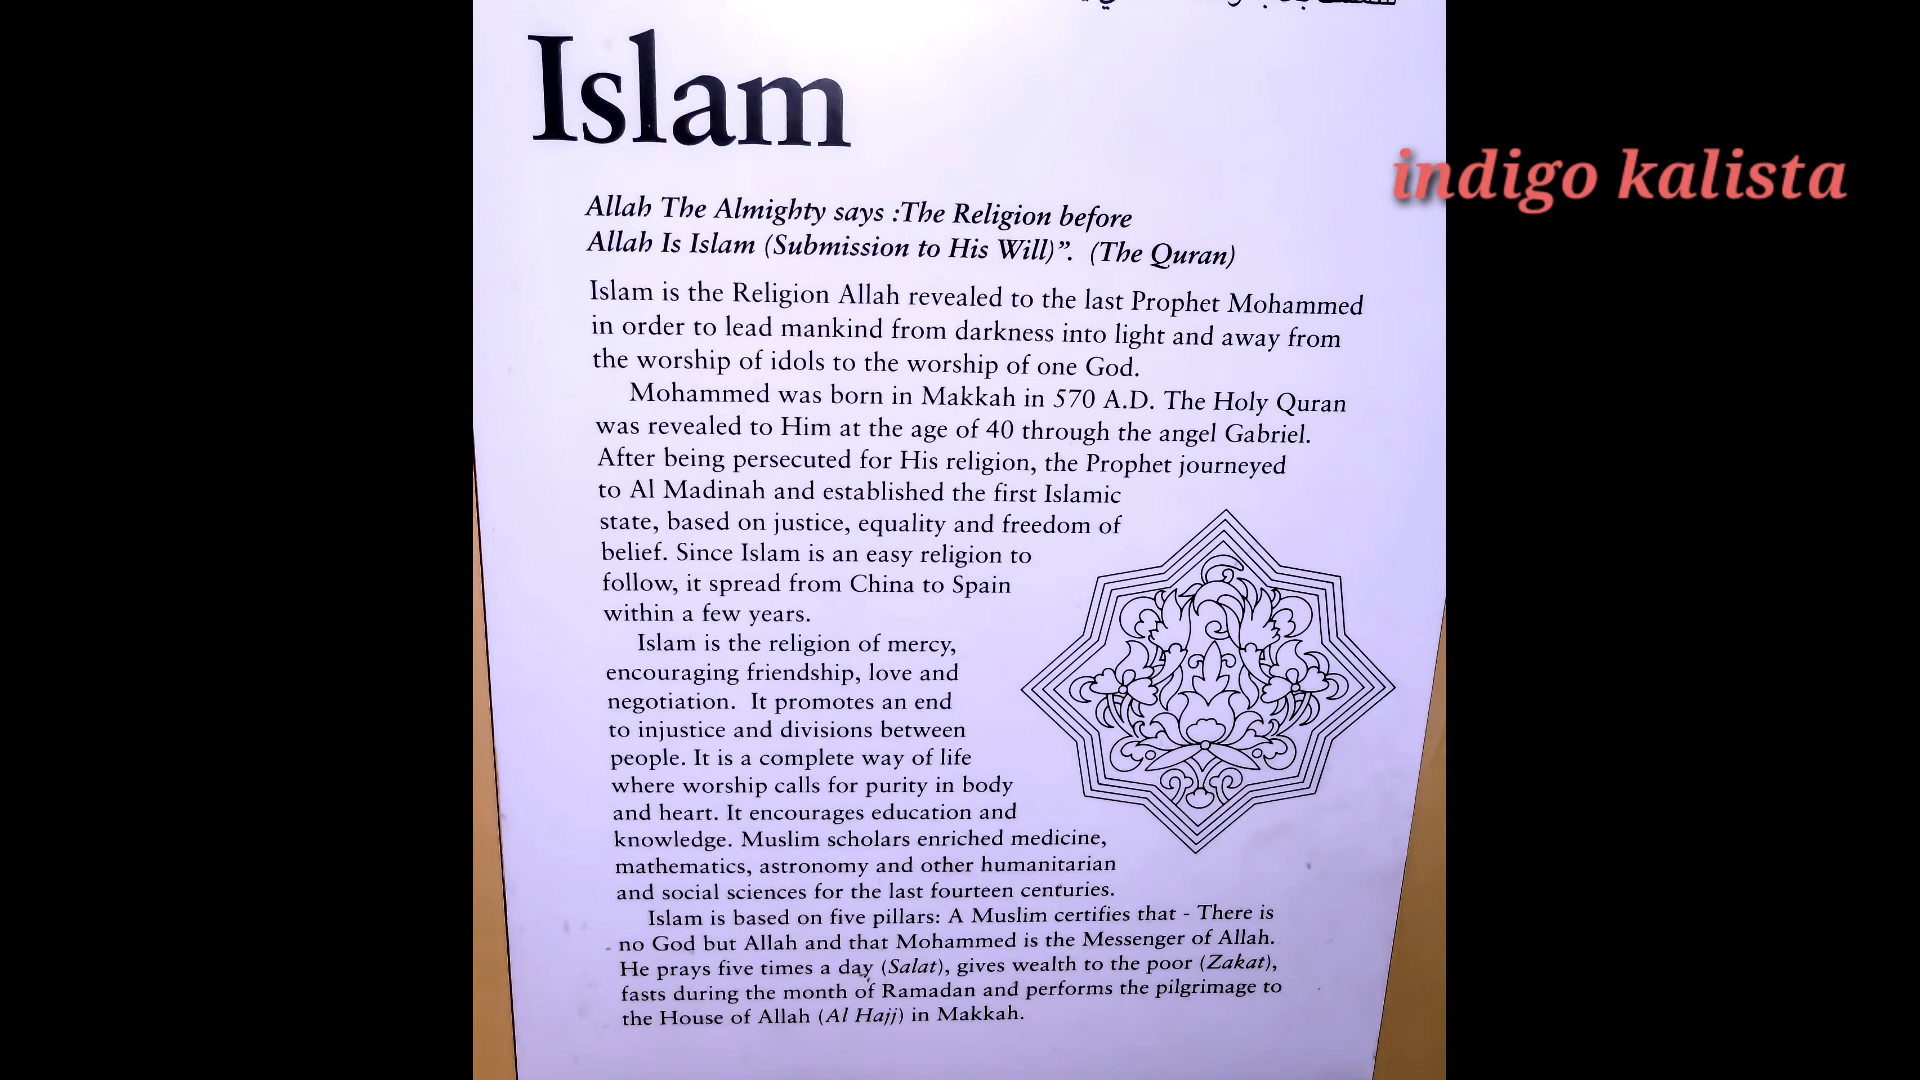 Islam
indigo kalista
Allah The Almighty says :The Religion before
Allah Is Islam (Submission to His Will)”. (The Quran)
Islam is the Religion Allah revealed to the last Prophet Mohammed
in order to lead mankind from darkness into light and away from
the worship of idols to the worship of one God.
Mohammed was born in Makkah in 570 A.D. The Holy Quran
was revealed to Him at the age of 40 through the angel Gabriel.
After being persecuted for His religion, the Prophet journeyed
to Al Madinah and established the first Islamic
state, based on justice, equality and freedom of
belief. Since Islam is an easy religion to
follow, it spread from China to Spain
within a few years.
Islam is the religion of mercy,
encouraging friendship, love and
negotiation. It promotes an end
to injustice and divisions between
people. It is a complete way of life
where worship calls for purity in body
and heart. It encourages education and
knowledge. Muslim scholars enriched medicine,
mathematics, astronomy and other humanitarian
and social sciences for the last fourteen centuries.
Islam is based on five pillars: A Muslim certifies that - There is
no God but Allah and that Mohammed is the Messenger of Allah.
He prays five times a day (Salat), gives wealth to the poor (Zakat),
fasts during the month of Ramadan and performs the pilgrimage to
the House of Allah (Al Hajj) in Makkah.